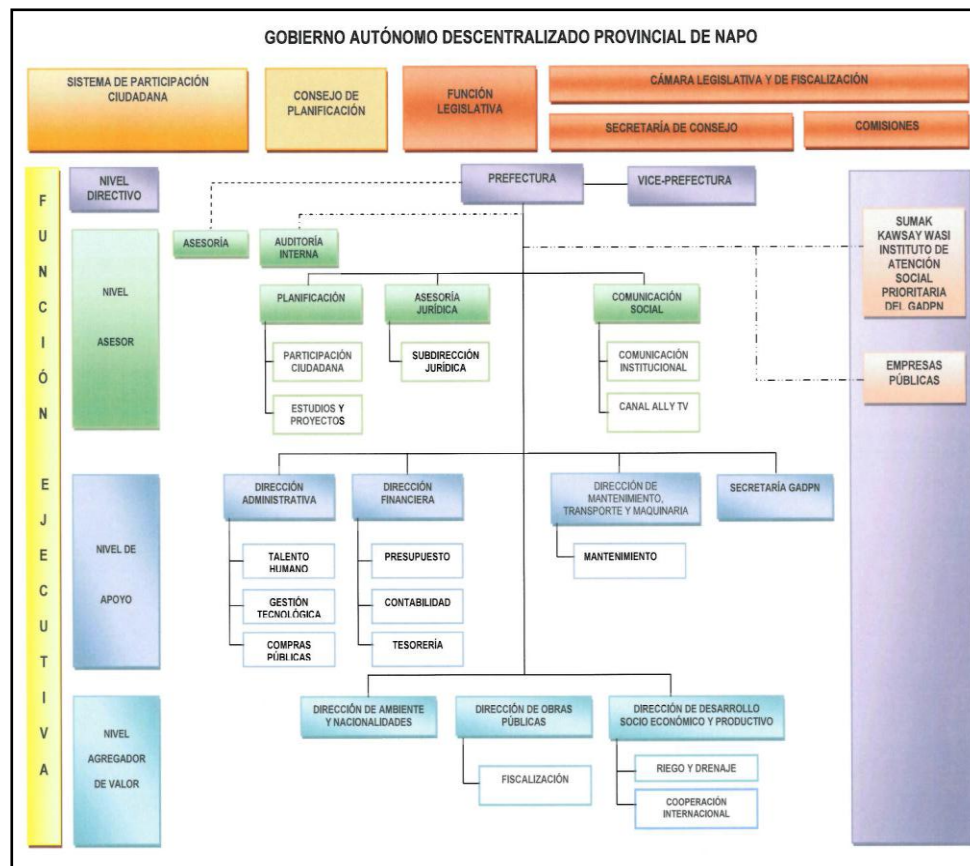 GOBIERNO AUTÓNOMO DESCENTRALIZADO PROVINCIAL DE NAPO
SISTEMA DE PARTICIPACIÓN
CIUDADANA
CONSEJO DE
PLANIFICACIÓN
FUNCIÓN
LEGISLATIVA
CÁMARA LEGISLATIVA Y DE FISCALIZACIÓN
SECRETARÍA DE CONSEJO
COMISIONES
FUNCIÓN EJECUTIVA
NIVEL
DIRECTIVO
PREFECTURA
VICE-PREFECTURA
NIVEL
ASESOR
ASESORÍA
AUDITORÍA
INTERNA
SUMAK
KAWSAY WASI
INSTITUTO DE
ATENCIÓN
SOCIAL
PRIORITARIA
DEL GADPN
EMPRESAS
PÚBLICAS
PLANIFICACIÓN
ASESORÍA
JURÍDICA
COMUNICACIÓN
SOCIAL
PARTICIPACIÓN
CIUDADANA
SUBDIRECCIÓN
JURÍDICA
COMUNICACIÓN
INSTITUCIONAL
ESTUDIOS Y
PROYECTOS
CANAL ALLY TV
NIVEL DE
APOYO
DIRECCIÓN
ADMINISTRATIVA
DIRECCIÓN
FINANCIERA
DIRECCIÓN DE
MANTENIMIENTO,
TRANSPORTE Y MAQUINARIA
SECRETARÍA GADPN
TALENTO
HUMANO
PRESUPUESTO
MANTENIMIENTO
GESTIÓN
TECNOLÓGICA
CONTABILIDAD
COMPRAS
PÚBLICAS
TESORERÍA
NIVEL
AGREGADOR
DE VALOR
DIRECCIÓN DE AMBIENTE
Y NACIONALIDADES
DIRECCIÓN DE OBRAS
PÚBLICAS
DIRECCIÓN DE DESARROLLO
SOCIO ECONÓMICO Y PRODUCTIVO
FISCALIZACIÓN
RIEGO Y DRENAJE
COOPERACIÓN
INTERNACIONAL